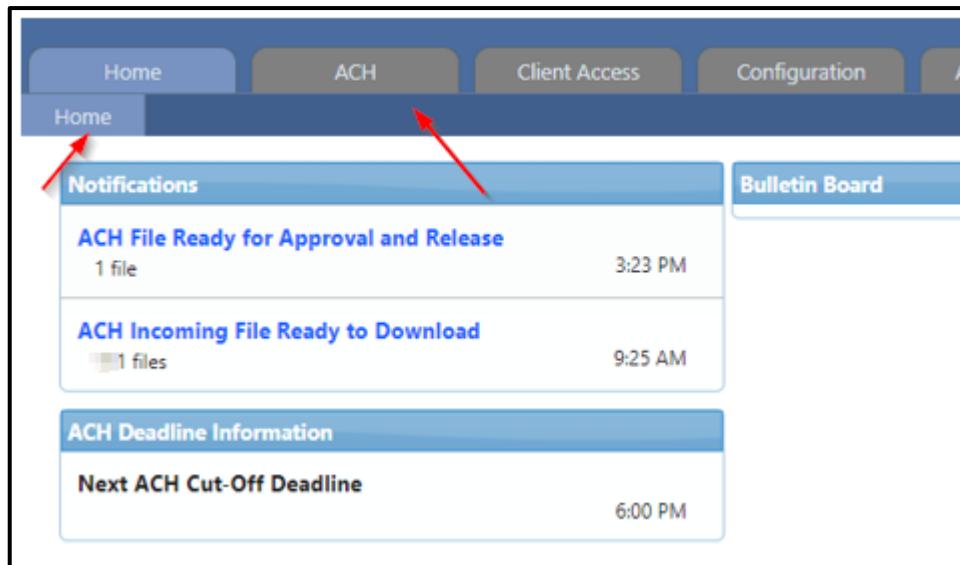 Home ACH Client Access Configuration
Home
Notifications
Bulletin Board
ACH File Ready for Approval and Release
1 file 3:23 PM
ACH Incoming File Ready to Download
1 files 9:25 AM
ACH Deadline Information
Next ACH Cut-Off Deadline
6:00 PM